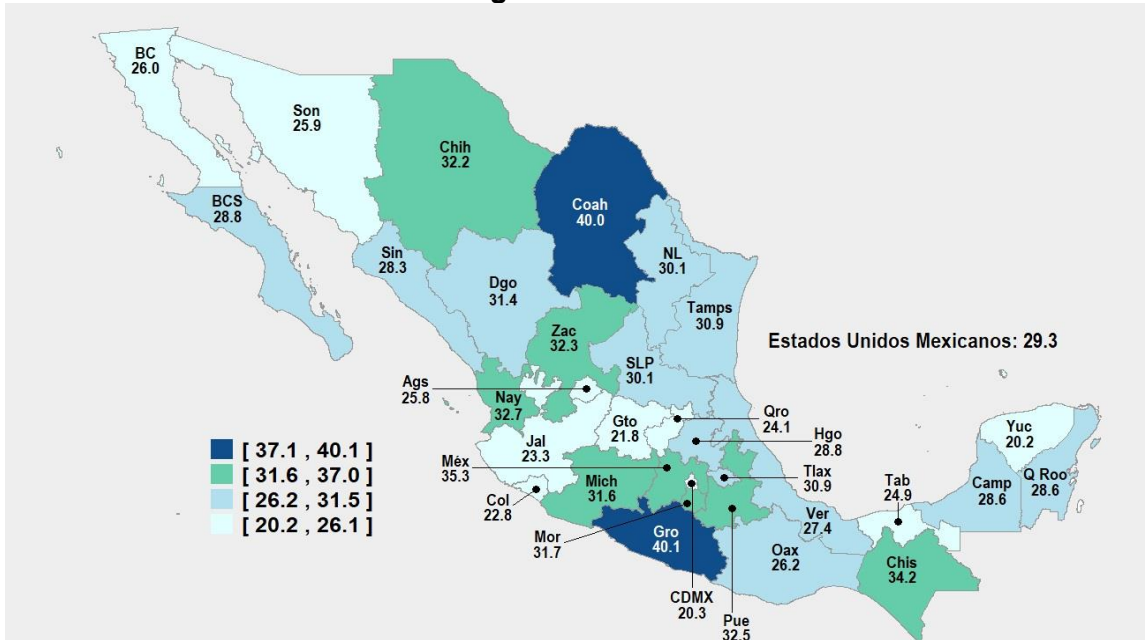 BC
26.0
Son
25.9
Chih
32.2
Coah
40.0
BCS
28.8
Sin
28.3
NL
30.1
Dgo
31.4
Tamps
30.9
Zac
32.3
Estados Unidos Mexicanos: 29.3
SLP
30.1
Ags
25.8
Nay
32.7
Gto
21.8
Qro
24.1
Hgo
28.8
Yuc
20.2
Jal
23.3
Méx
35.3
Mich
31.6
Tlax
30.9
Tab
24.9
Camp
28.6
Q Roo
28.6
Col
22.8
Ver
27.4
Mor
31.7
Gro
40.1
Oax
26.2
Chis
34.2
CDMX
20.3
Pue
32.5
[ 37.1 , 40.1 ]
[ 31.6 , 37.0 ]
[ 26.2 , 31.5 ]
[ 20.2 , 26.1 ]